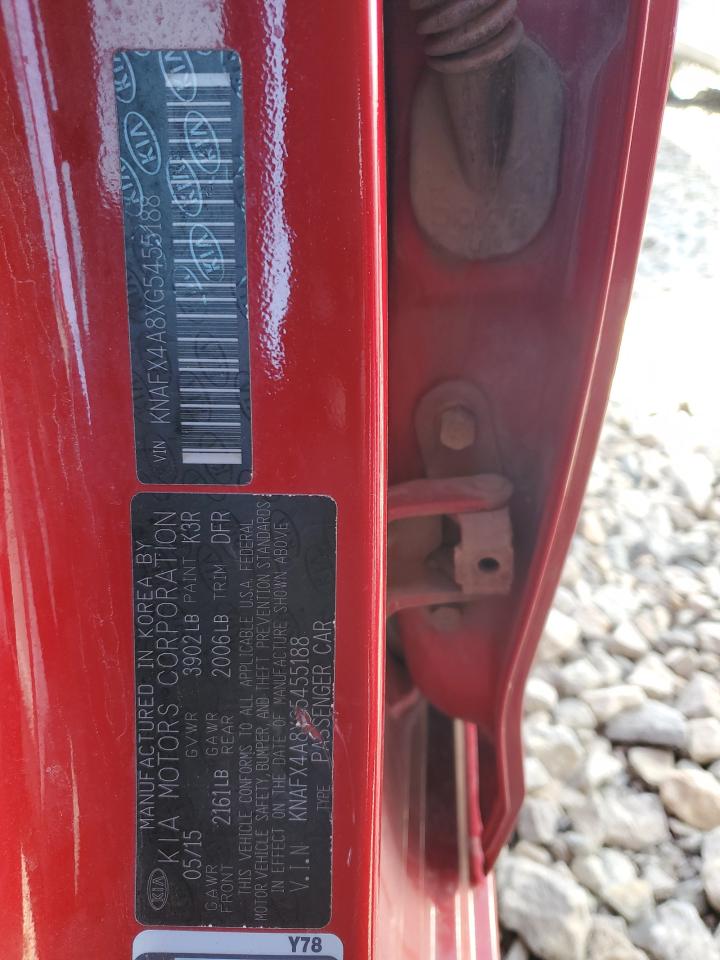 VIN KNAFX4A8XG5455188
MANUFACTURED IN KOREA BY
KIA KIA MOTORS CORPORATION
05/15 GVWR 3902LB PAINT K3R
GAWR FRONT 2161LB GAWR REAR 2006LB TRIM DFR
THIS VEHICLE CONFORMS TO ALL APPLICABLE U.S.A. FEDERAL
MOTOR VEHICLE SAFETY, BUMPER, AND THEFT PREVENTION STANDARDS
IN EFFECT ON THE DATE OF MANUFACTURE SHOWN ABOVE.
V.I.N KNAFX4A8XG5455188
TYPE PASSENGER CAR
Y78